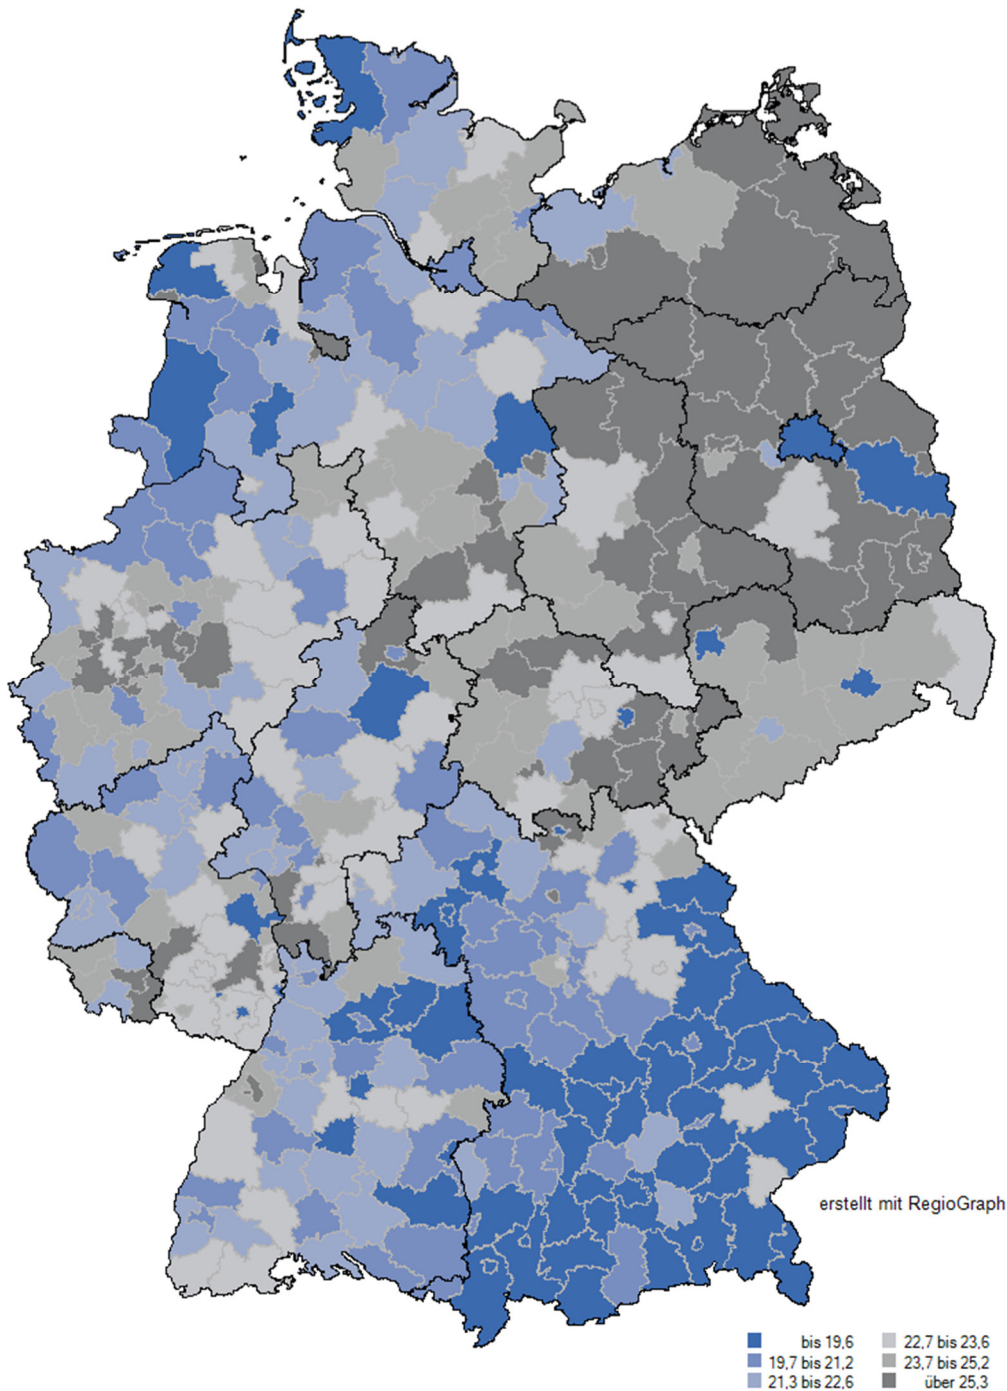 erstellt mit RegioGraph
bis 19,6
22,7 bis 23,6
19,7 bis 21,2
23,7 bis 25,2
21,3 bis 22,6
über 25,3